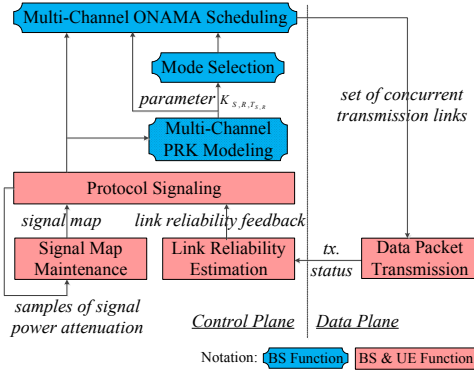 Multi-Channel ONAMA Scheduling
Mode Selection
parameter K S,R,T S,R
set of concurrent
transmission links
Multi-Channel
PRK Modeling
Protocol Signaling
signal map
link reliability feedback
Signal Map
Maintenance
Link Reliability
Estimation
tx.
status
Data Packet
Transmission
samples of signal
power attenuation
Control Plane
Data Plane
Notation:
BS Function
BS & UE Function